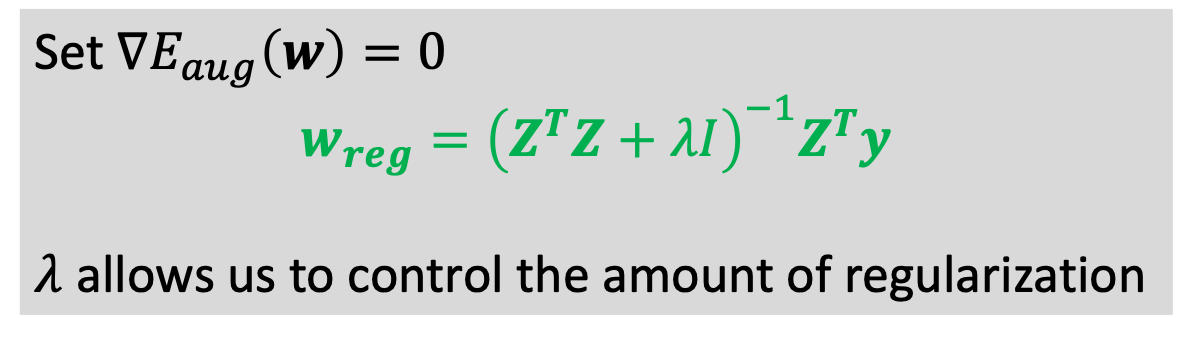 Set ∇E_aug(w) = 0
w_reg = (Z^T Z + λI)^−1 Z^T y
λ allows us to control the amount of regularization